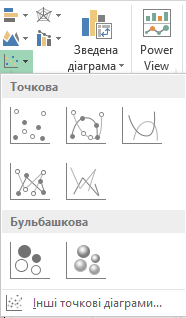 Зведена
діаграма
Power
View
Точкова
Бульбашкова
Інші точкові діаграми...